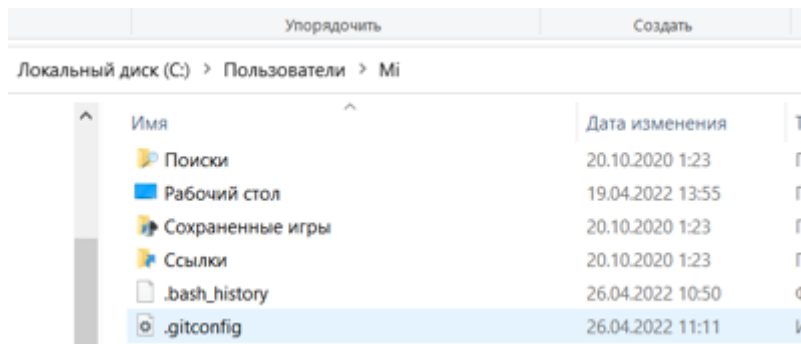 Упорядочить Создать
Локальный диск (C:) > Пользователи > Mi
Имя Дата изменения
Поиски 20.10.2020 1:23
Рабочий стол 19.04.2022 13:55
Сохраненные игры 20.10.2020 1:23
Ссылки 20.10.2020 1:23
.bash_history 26.04.2022 10:50
.gitconfig 26.04.2022 11:11